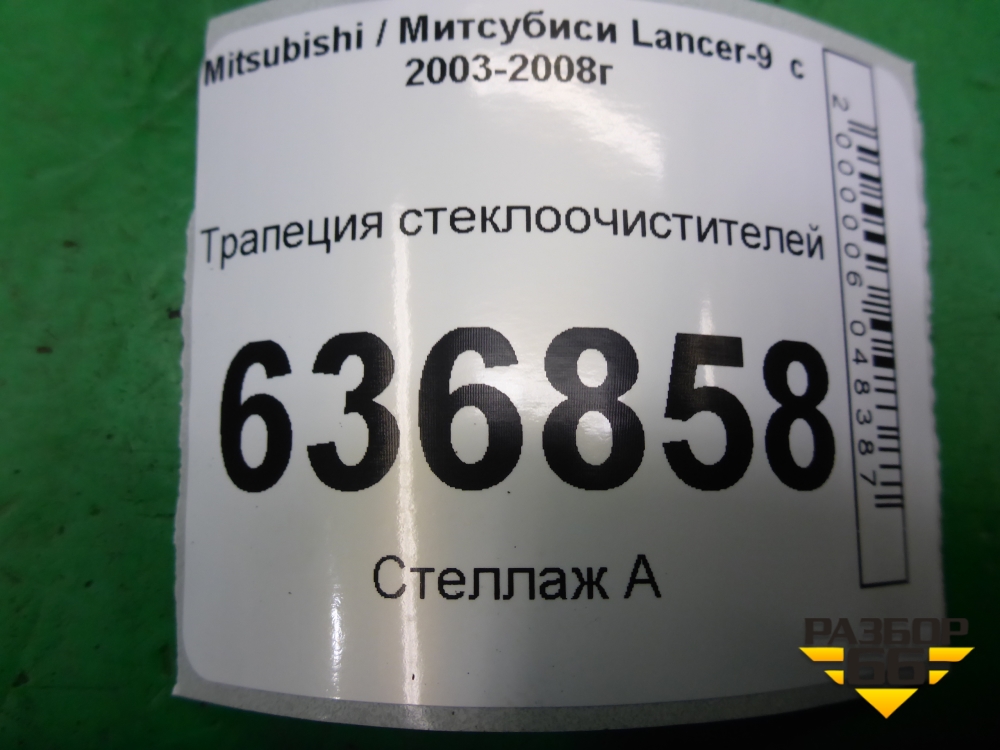 Mitsubishi / Митсубиси Lancer-9 с
2003-2008г
Трапеция стеклоочистителей
636858
Стеллаж А
2000006048387
РАЗБОР
66